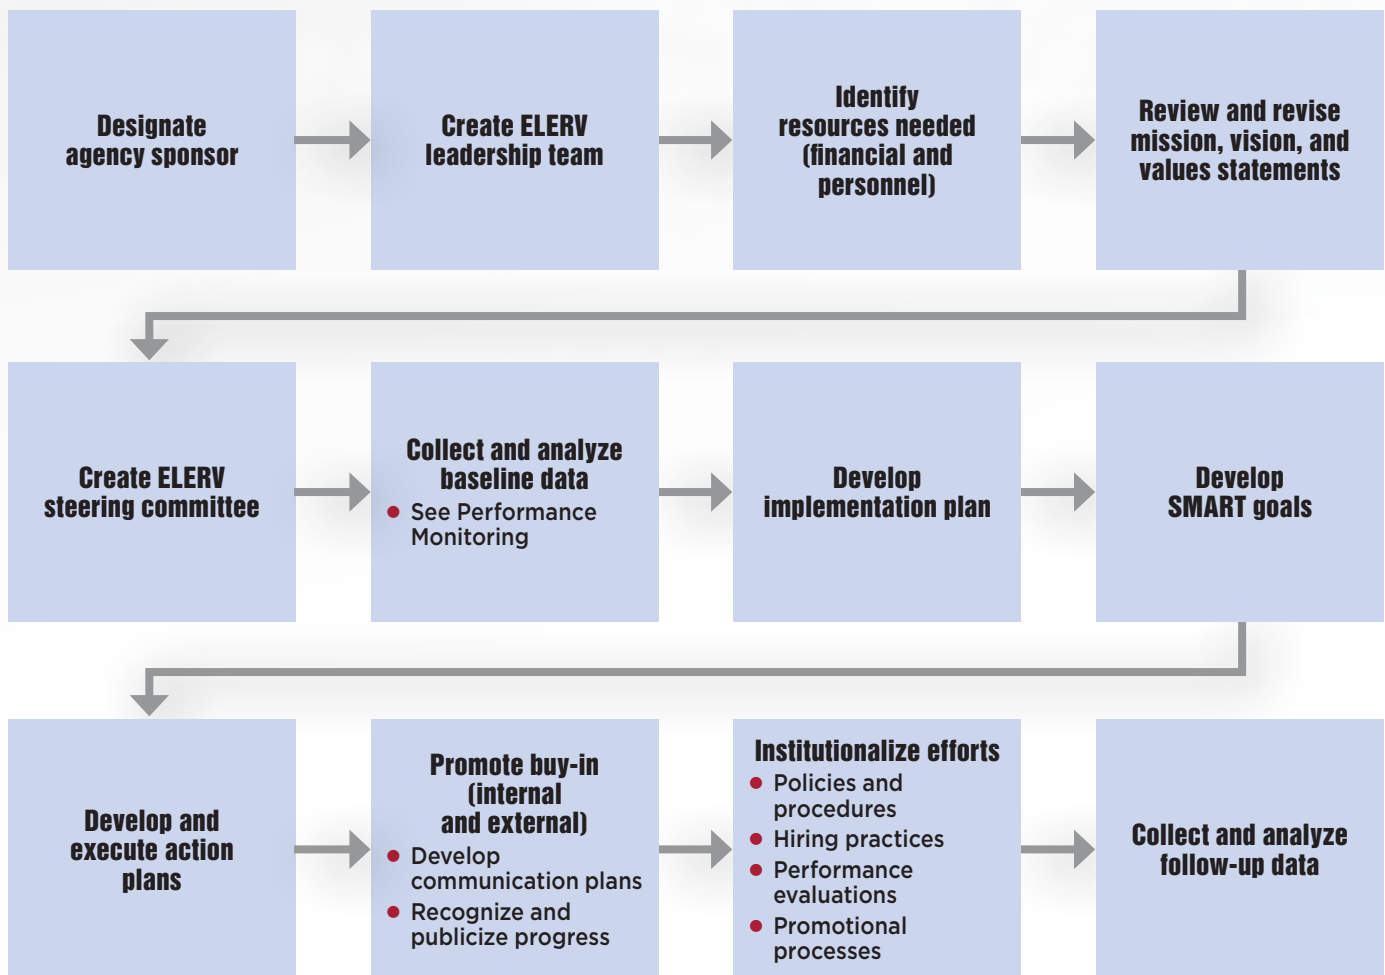 Designate
agency sponsor
Create ELERV
leadership team
Identify
resources needed
(financial and
personnel)
Review and revise
mission, vision, and
values statements
Create ELERV
steering committee
Collect and analyze
baseline data
● See Performance
Monitoring
Develop
implementation plan
Develop
SMART goals
Develop and
execute action
plans
Promote buy-in
(internal
and external)
● Develop
communication plans
● Recognize and
publicize progress
Institutionalize efforts
● Policies and
procedures
● Hiring practices
● Performance
evaluations
● Promotional
processes
Collect and analyze
follow-up data